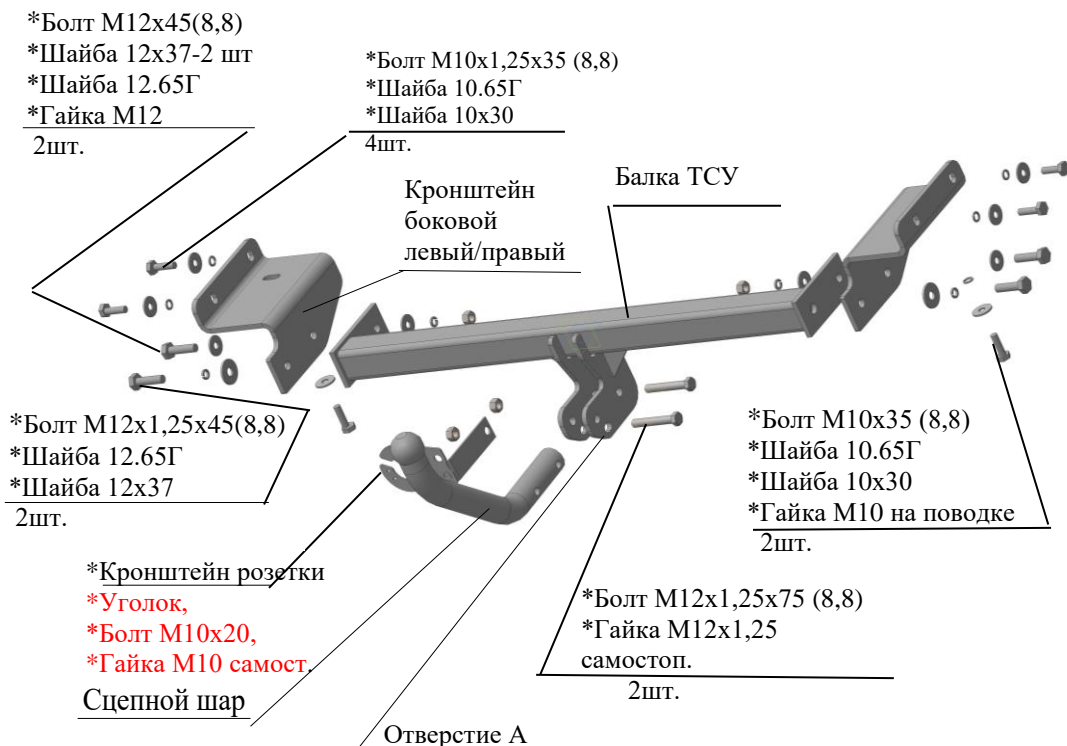 *Болт М12х45(8,8)
*Шайба 12х37-2 шт
*Шайба 12.65Г
*Гайка М12
2шт.
*Болт М10х1,25х35 (8,8)
*Шайба 10.65Г
*Шайба 10х30
4шт.
Кронштейн
боковой
левый/правый
Балка ТСУ
*Болт М12х1,25х45(8,8)
*Шайба 12.65Г
*Шайба 12х37
2шт.
*Болт М10х35 (8,8)
*Шайба 10.65Г
*Шайба 10х30
*Гайка М10 на поводке
2шт.
*Кронштейн розетки
*Уголок,
*Болт М10х20,
*Гайка М10 самост.
Сцепной шар
*Болт М12х1,25х75 (8,8)
*Гайка М12х1,25
самостоп.
2шт.
Отверстие А